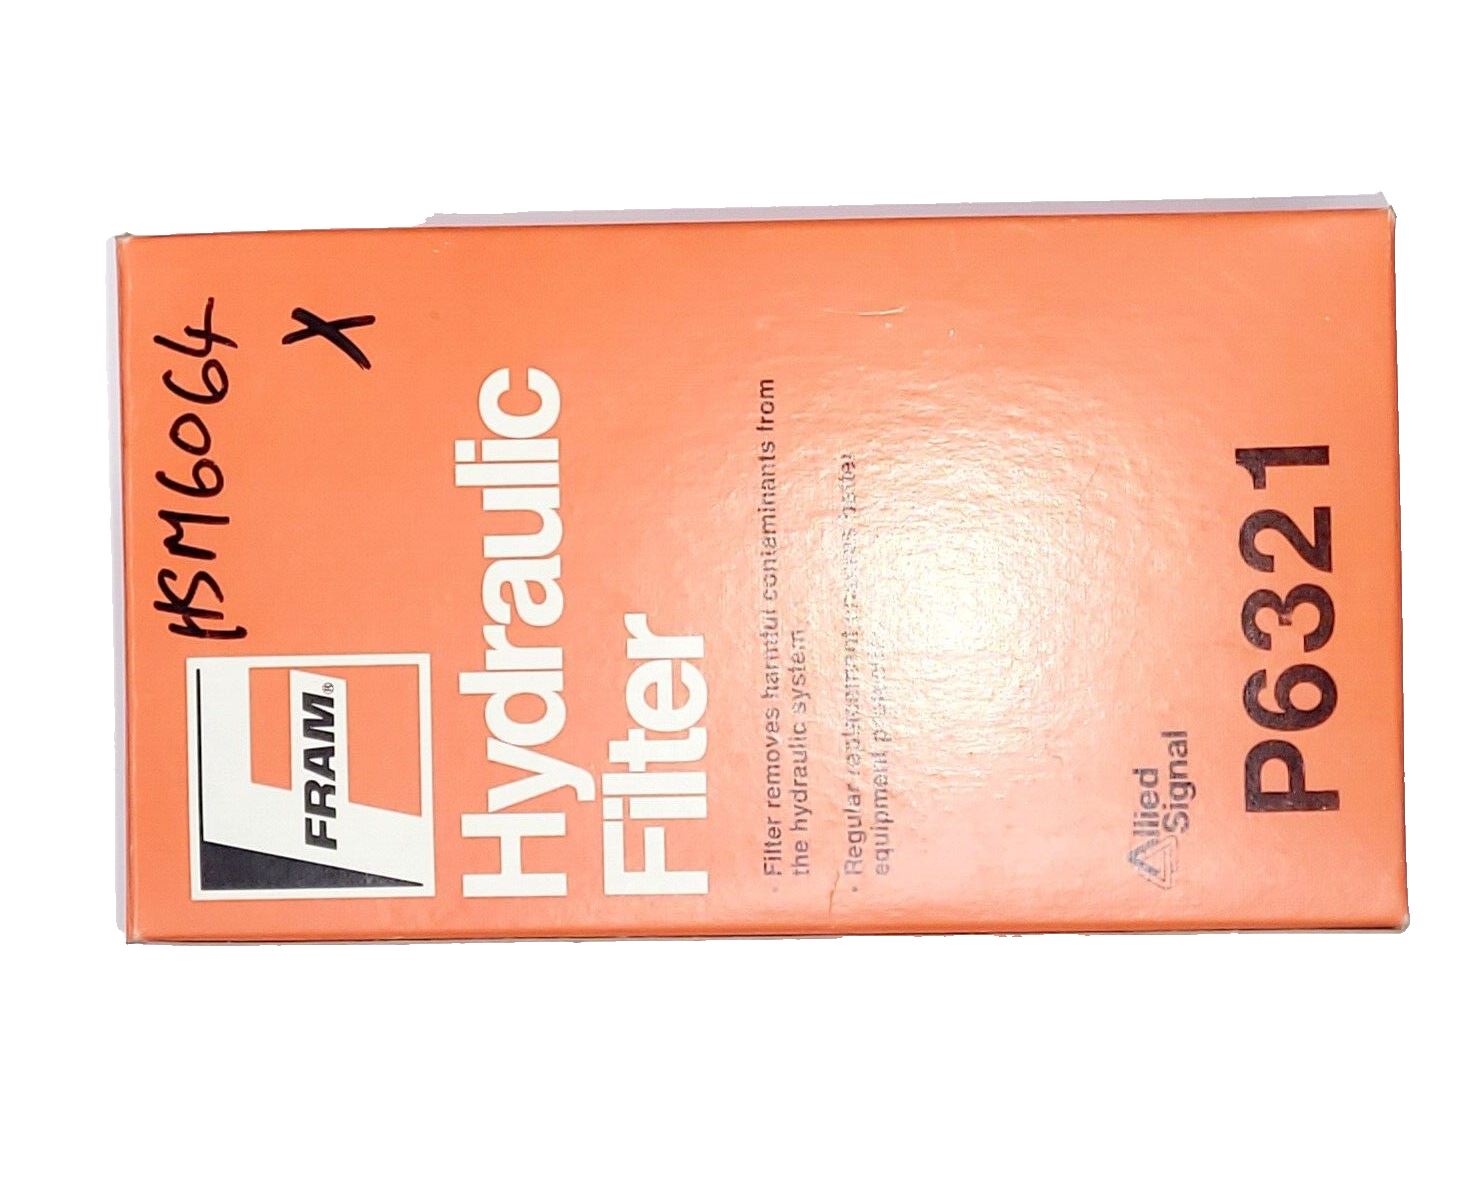 HSM6064
X
FRAM®
Hydraulic
Filter
· Filter removes harmful contaminants from
the hydraulic system
· Regular replacement
equipment
Allied
Signal
P6321